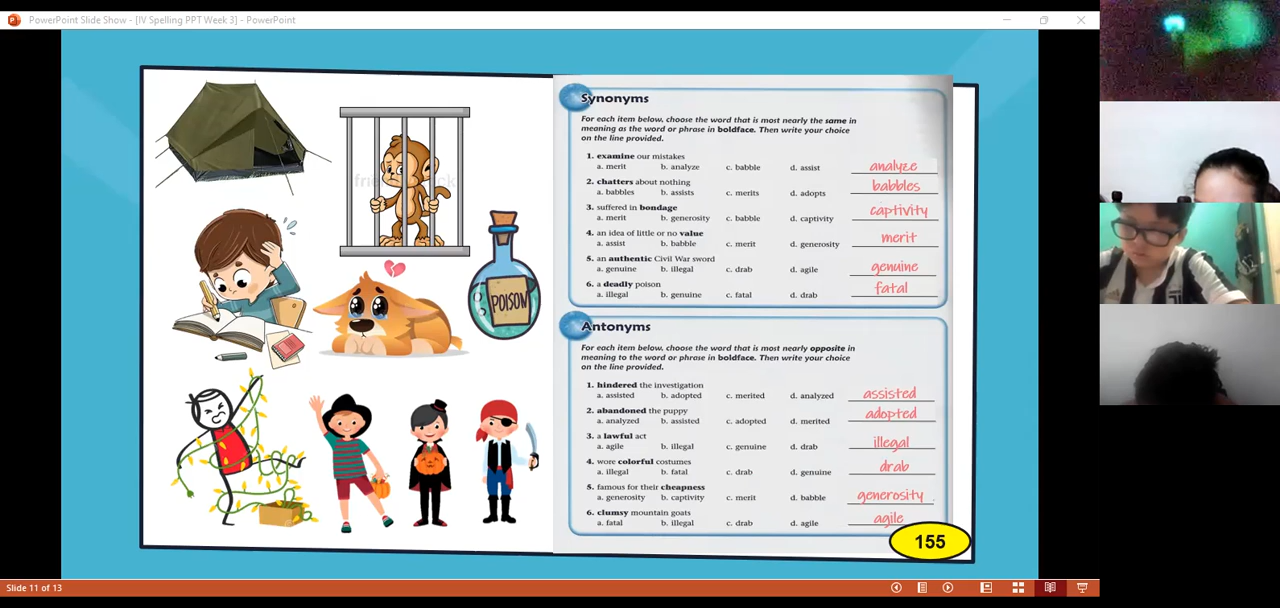 PowerPoint Slide Show - [IV Spelling PPT Week 3] - PowerPoint
POISON
Synonyms
For each item below, choose the word that is most nearly the same in
meaning as the word or phrase in boldface. Then write your choice
on the line provided.
1. examine our mistakes
a. merit b. analyze c. babble d. assist analyze
2. chatters about nothing
a. babbles b. assists c. merits d. adopts babbles
3. suffered in bondage
a. merit b. generosity c. babble d. captivity captivity
4. an idea of little or no value
a. assist b. babble c. merit d. generosity merit
5. an authentic Civil War sword
a. genuine b. illegal c. drab d. agile genuine
6. a deadly poison
a. illegal b. genuine c. fatal d. drab fatal
Antonyms
For each item below, choose the word that is most nearly opposite in
meaning to the word or phrase in boldface. Then write your choice
on the line provided.
1. hindered the investigation
a. assisted b. adopted c. merited d. analyzed assisted
2. abandoned the puppy
a. analyzed b. assisted c. adopted d. merited adopted
3. a lawful act
a. agile b. illegal c. genuine d. drab illegal
4. wore colorful costumes
a. illegal b. fatal c. drab d. genuine drab
5. famous for their cheapness
a. generosity b. captivity c. merit d. babble generosity
6. clumsy mountain goats
a. fatal b. illegal c. drab d. agile agile
155
Slide 11 of 13